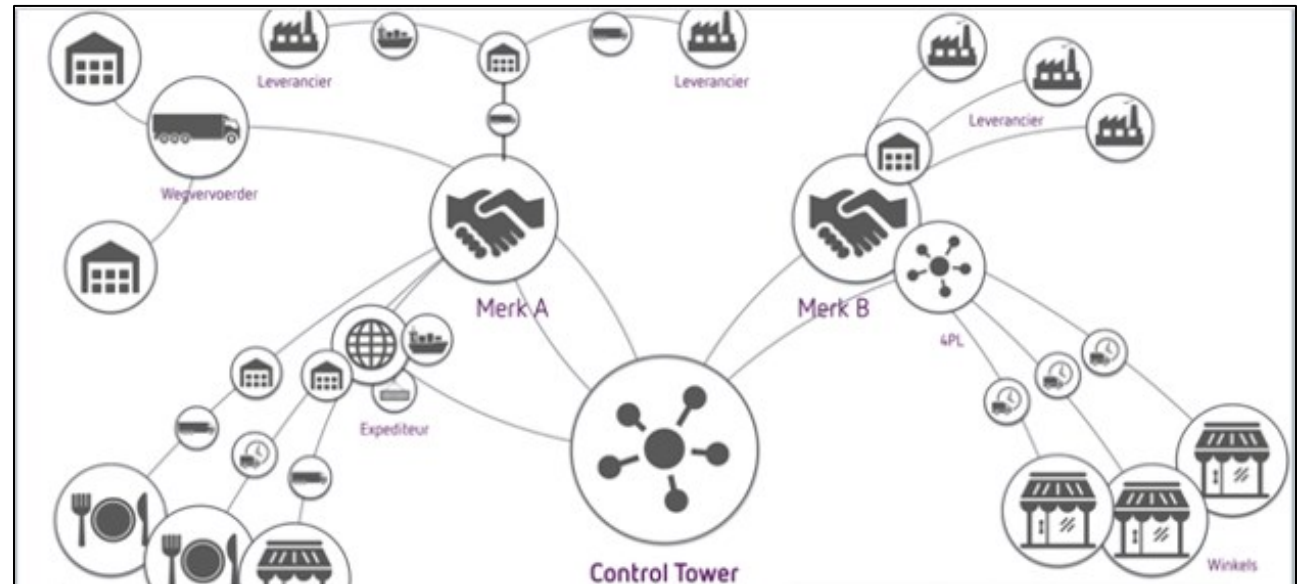 Leverancier
Leverancier
Leverancier
Wegvervoerder
Merk A
Merk B
4PL
Expediteur
Winkels
Control Tower